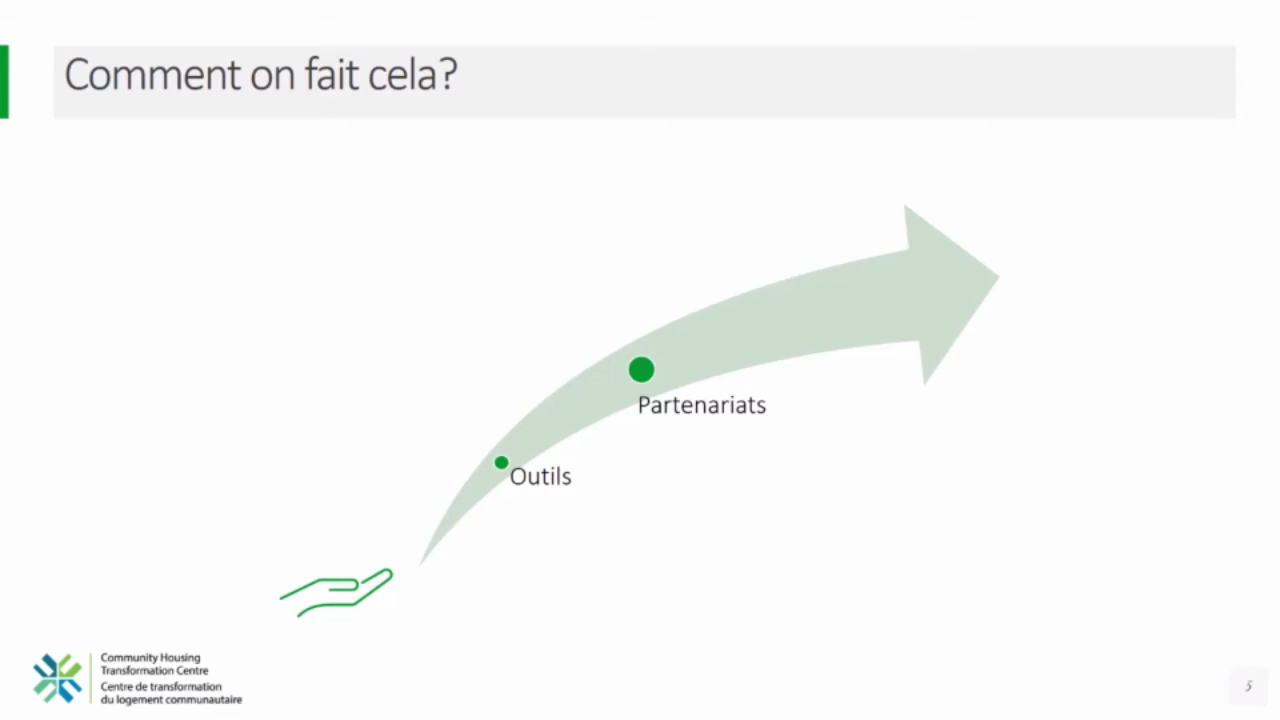 Comment on fait cela?
Partenariats
Outils
Community Housing
Transformation Centre
Centre de transformation
du logement communautaire
5